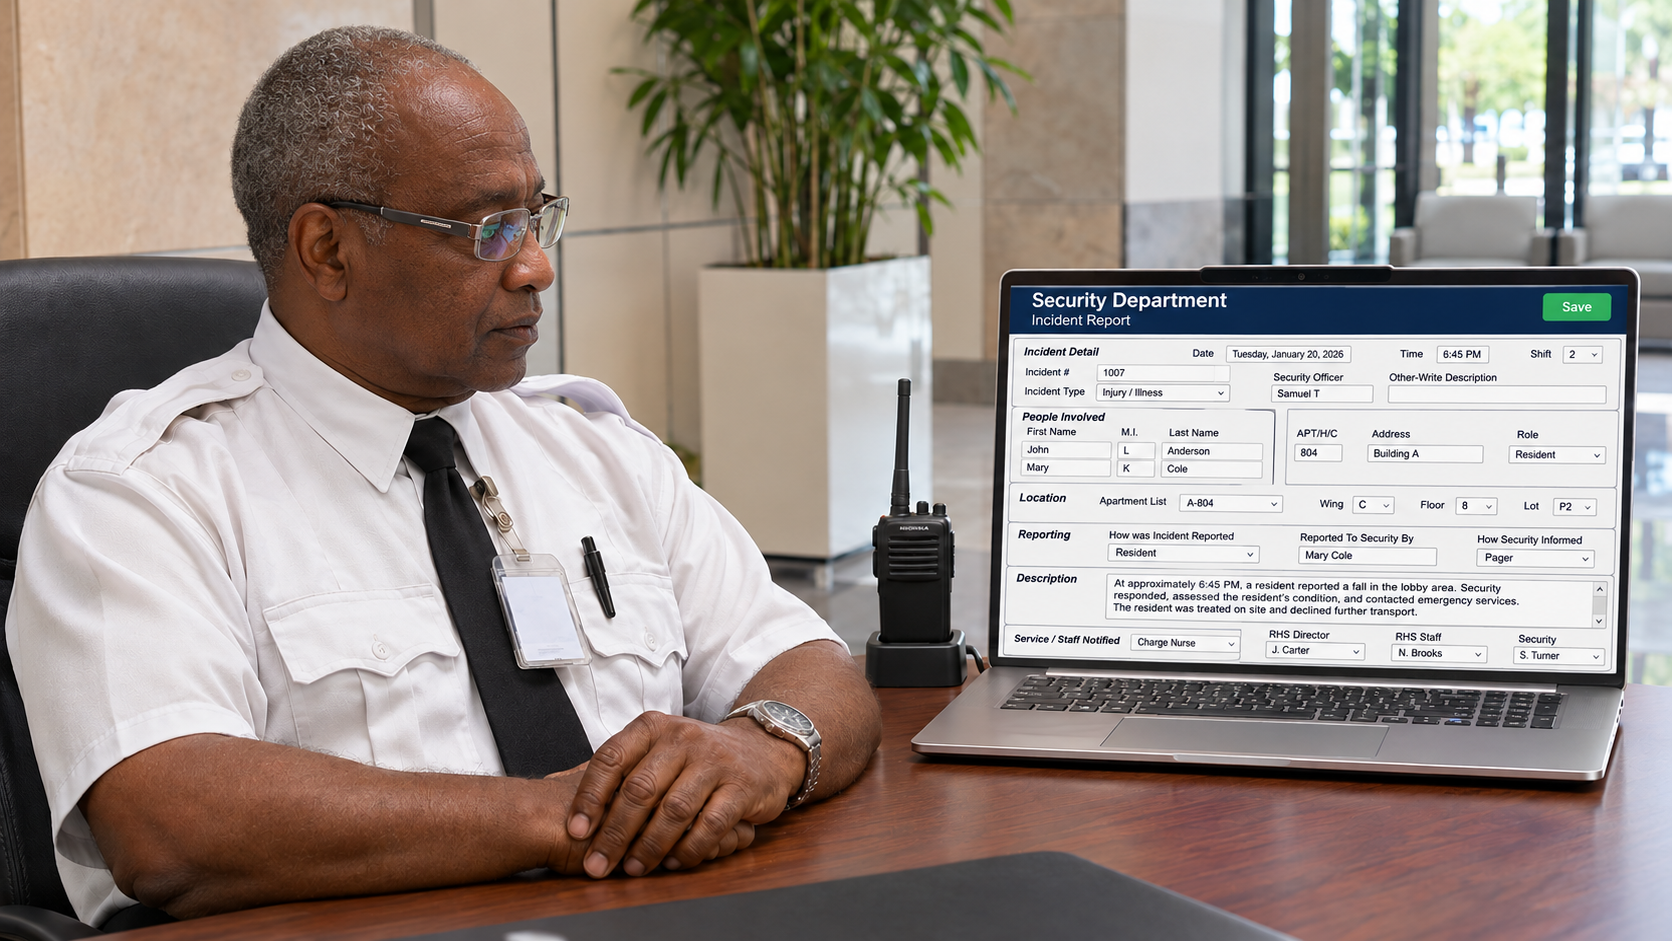 Security Department
Incident Report
Save
Incident Detail
Date
Tuesday, January 20, 2026
Time
6:45 PM
Shift
2
Incident #
1007
Incident Type
Injury / Illness
Security Officer
Samuel T
Other-Write Description
People Involved
First Name
M.I.
Last Name
John
L
Anderson
Mary
K
Cole
APT/H/C
804
Address
Building A
Role
Resident
Location
Apartment List
A-804
Wing
C
Floor
8
Lot
P2
Reporting
How was Incident Reported
Resident
Reported To Security By
Mary Cole
How Security Informed
Pager
Description
At approximately 6:45 PM, a resident reported a fall in the lobby area. Security
responded, assessed the resident's condition, and contacted emergency services.
The resident was treated on site and declined further transport.
Service / Staff Notified
Charge Nurse
RHS Director
J. Carter
RHS Staff
N. Brooks
Security
S. Turner